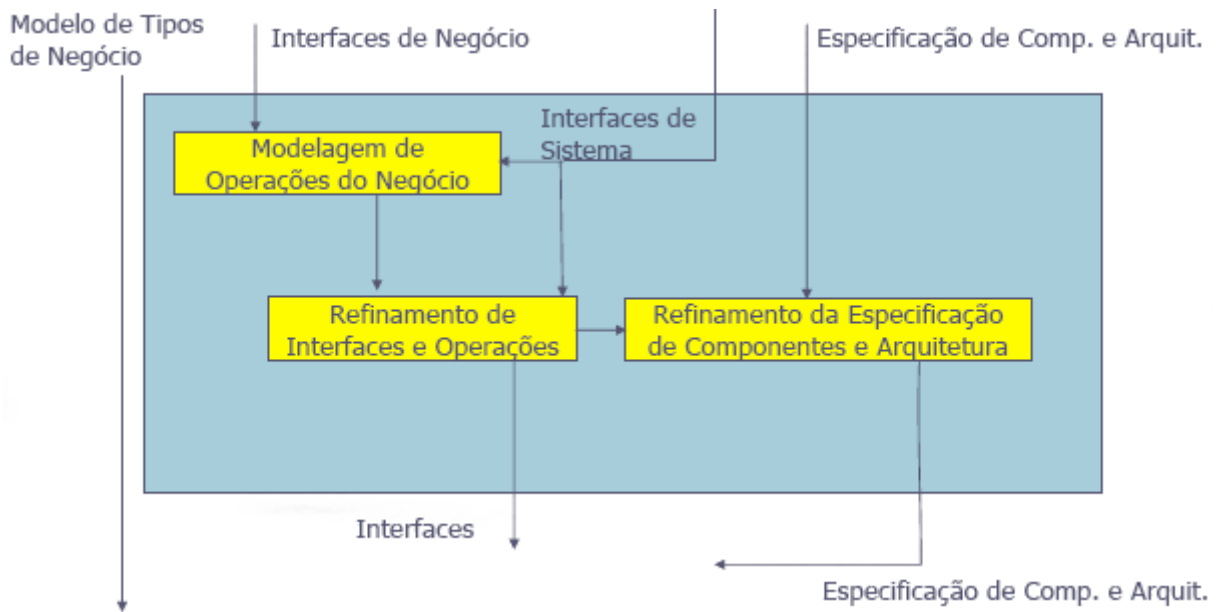 Modelo de Tipos
de Negócio
Interfaces de Negócio
Especificação de Comp. e Arquit.
Interfaces de
Sistema
Modelagem de
Operações do Negócio
Refinamento de
Interfaces e Operações
Refinamento da Especificação
de Componentes e Arquitetura
Interfaces
Especificação de Comp. e Arquit.